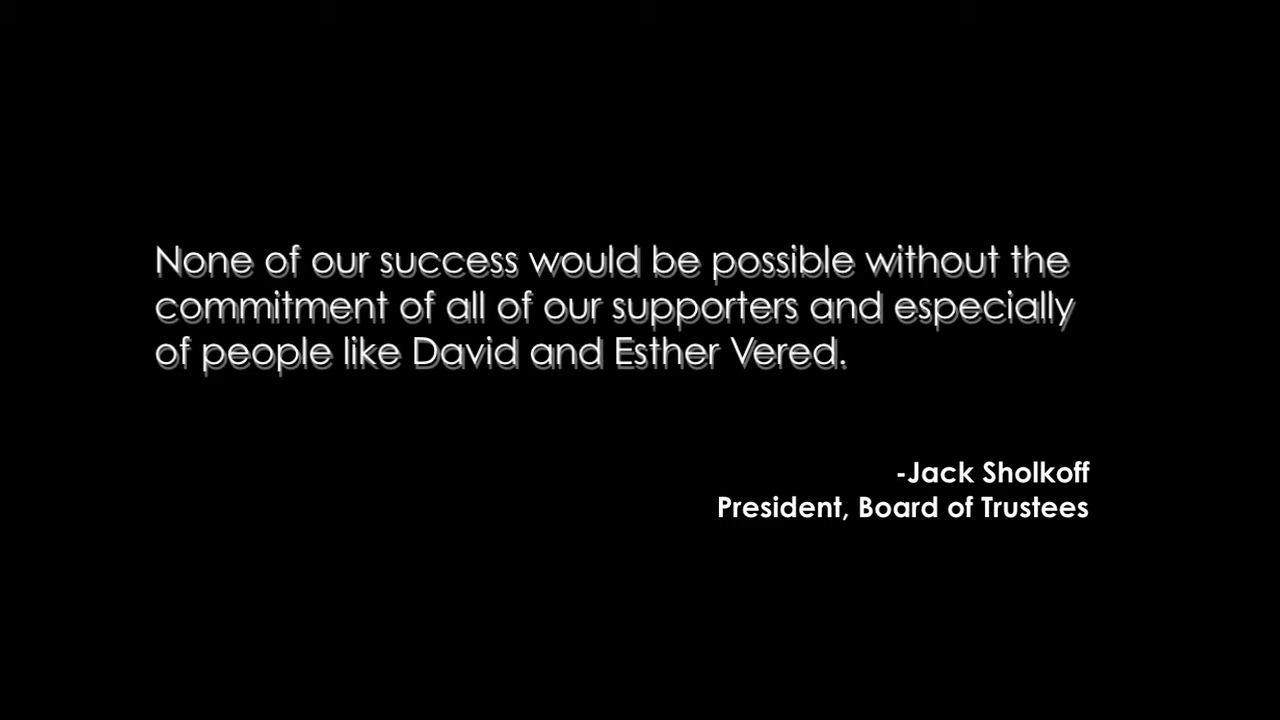 None of our success would be possible without the
commitment of all of our supporters and especially
of people like David and Esther Vered.
-Jack Sholkoff
President, Board of Trustees